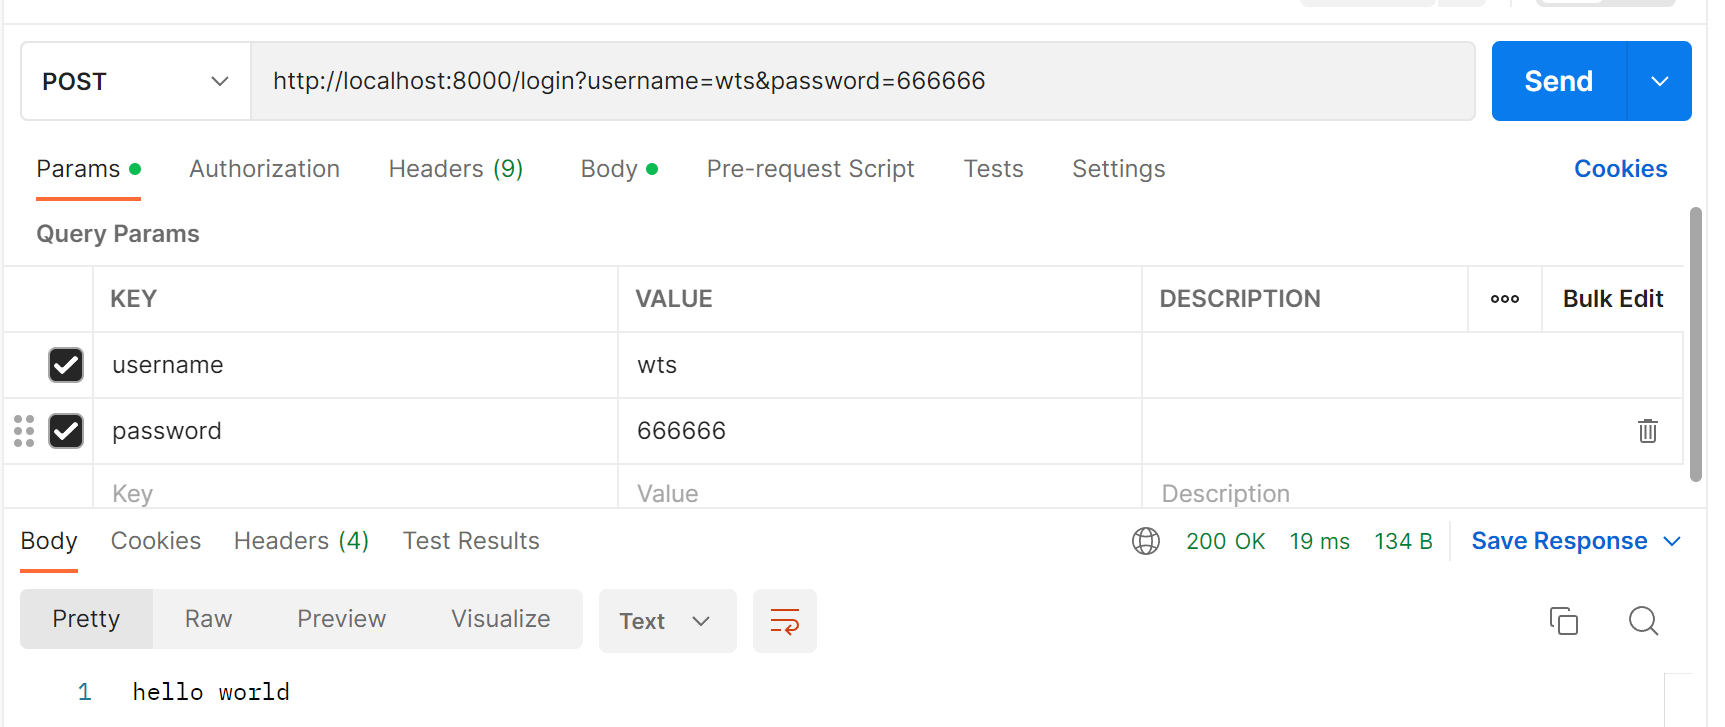 POST http://localhost:8000/login?username=wts&password=666666 Send
Params Authorization Headers (9) Body Pre-request Script Tests Settings Cookies
Query Params
KEY VALUE DESCRIPTION ooo Bulk Edit
username wts
password 666666
Key Value Description
Body Cookies Headers (4) Test Results 200 OK 19 ms 134 B Save Response
Pretty Raw Preview Visualize Text
1 hello world